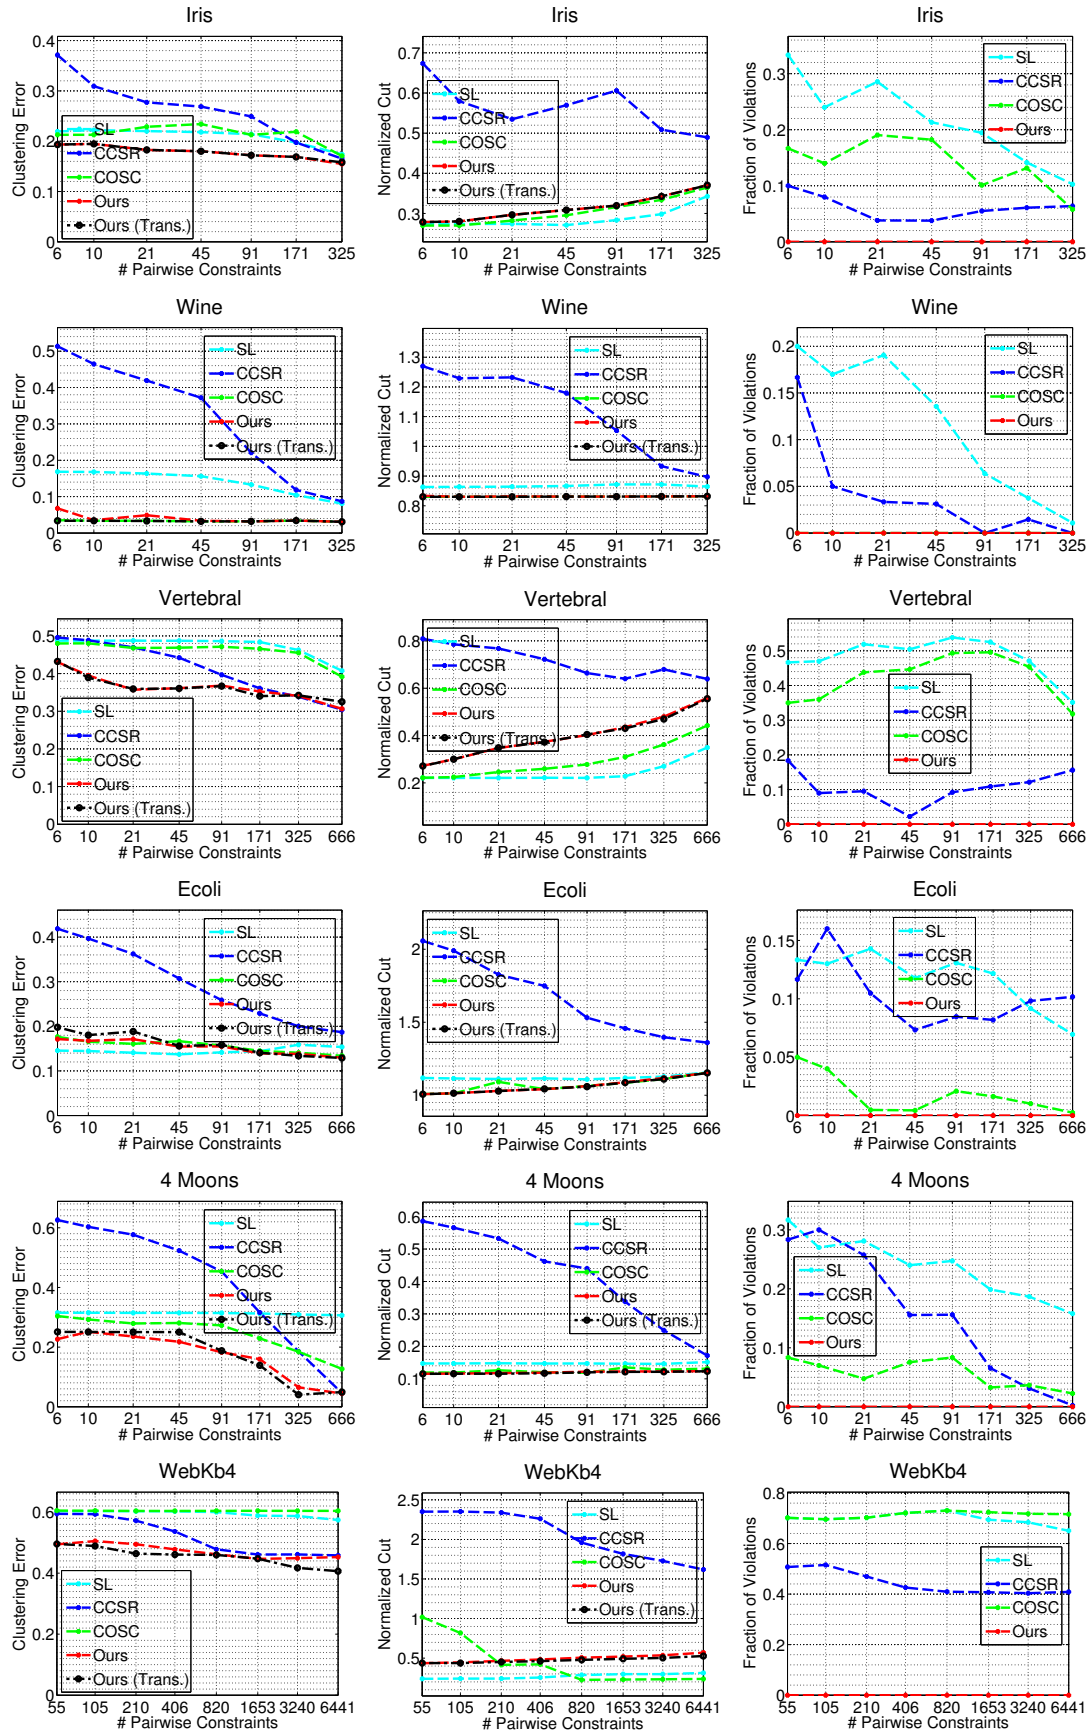 Iris
Clustering Error
0.4
0.3
0.2
0.1
0
SL
CCSR
COSC
Ours
Ours (Trans.)
6 10 21 45 91 171 325
# Pairwise Constraints
Iris
Normalized Cut
0.7
0.6
0.5
0.4
0.3
SL
CCSR
COSC
Ours
Ours (Trans.)
6 10 21 45 91 171 325
# Pairwise Constraints
Iris
Fraction of Violations
0.3
0.2
0.1
0
SL
CCSR
COSC
Ours
6 10 21 45 91 171 325
# Pairwise Constraints
Wine
Clustering Error
0.5
0.4
0.3
0.2
0.1
0
SL
CCSR
COSC
Ours
Ours (Trans.)
6 10 21 45 91 171 325
# Pairwise Constraints
Wine
Normalized Cut
1.3
1.2
1.1
1
0.9
0.8
SL
CCSR
COSC
Ours
Ours (Trans.)
6 10 21 45 91 171 325
# Pairwise Constraints
Wine
Fraction of Violations
0.2
0.15
0.1
0.05
0
SL
CCSR
COSC
Ours
6 10 21 45 91 171 325
# Pairwise Constraints
Vertebral
Clustering Error
0.5
0.4
0.3
0.2
0.1
0
SL
CCSR
COSC
Ours
Ours (Trans.)
6 10 21 45 91 171 325 666
# Pairwise Constraints
Vertebral
Normalized Cut
0.8
0.6
0.4
0.2
SL
CCSR
COSC
Ours
Ours (Trans.)
6 10 21 45 91 171 325 666
# Pairwise Constraints
Vertebral
Fraction of Violations
0.5
0.4
0.3
0.2
0.1
0
SL
CCSR
COSC
Ours
6 10 21 45 91 171 325 666
# Pairwise Constraints
Ecoli
Clustering Error
0.4
0.3
0.2
0.1
0
SL
CCSR
COSC
Ours
Ours (Trans.)
6 10 21 45 91 171 325 666
# Pairwise Constraints
Ecoli
Normalized Cut
2
1.5
1
SL
CCSR
COSC
Ours
Ours (Trans.)
6 10 21 45 91 171 325 666
# Pairwise Constraints
Ecoli
Fraction of Violations
0.15
0.1
0.05
0
SL
CCSR
COSC
Ours
6 10 21 45 91 171 325 666
# Pairwise Constraints
4 Moons
Clustering Error
0.6
0.4
0.2
0
SL
CCSR
COSC
Ours
Ours (Trans.)
6 10 21 45 91 171 325 666
# Pairwise Constraints
4 Moons
Normalized Cut
0.6
0.5
0.4
0.3
0.2
0.1
SL
CCSR
COSC
Ours
Ours (Trans.)
6 10 21 45 91 171 325 666
# Pairwise Constraints
4 Moons
Fraction of Violations
0.3
0.2
0.1
0
SL
CCSR
COSC
Ours
6 10 21 45 91 171 325 666
# Pairwise Constraints
WebKb4
Clustering Error
0.6
0.4
0.2
0
SL
CCSR
COSC
Ours
Ours (Trans.)
55 105 210 406 820 1653 3240 6441
# Pairwise Constraints
WebKb4
Normalized Cut
2.5
2
1.5
1
0.5
SL
CCSR
COSC
Ours
Ours (Trans.)
55 105 210 406 820 1653 3240 6441
# Pairwise Constraints
WebKb4
Fraction of Violations
0.8
0.6
0.4
0.2
0
SL
CCSR
COSC
Ours
55 105 210 406 820 1653 3240 6441
# Pairwise Constraints